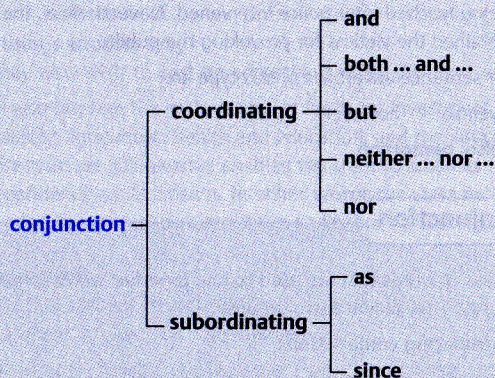 and
both ... and ...
coordinating
but
neither ... nor ...
nor
conjunction
as
subordinating
since